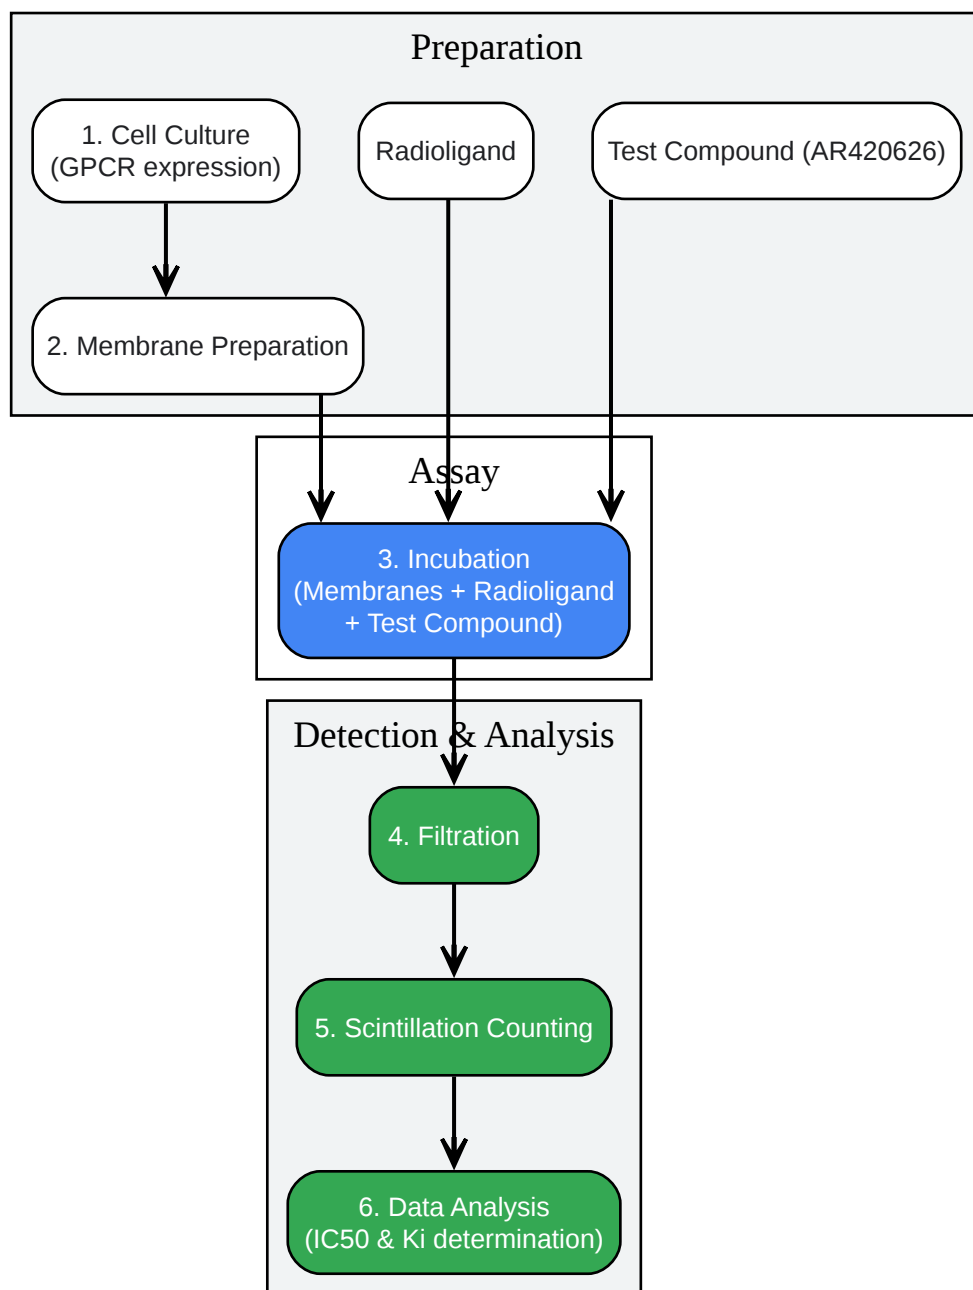 Preparation
1. Cell Culture
(GPCR expression)
Radioligand
Test Compound (AR420626)
2. Membrane Preparation
Assay
3. Incubation
(Membranes + Radioligand
+ Test Compound)
Detection & Analysis
4. Filtration
5. Scintillation Counting
6. Data Analysis
(IC50 & Ki determination)